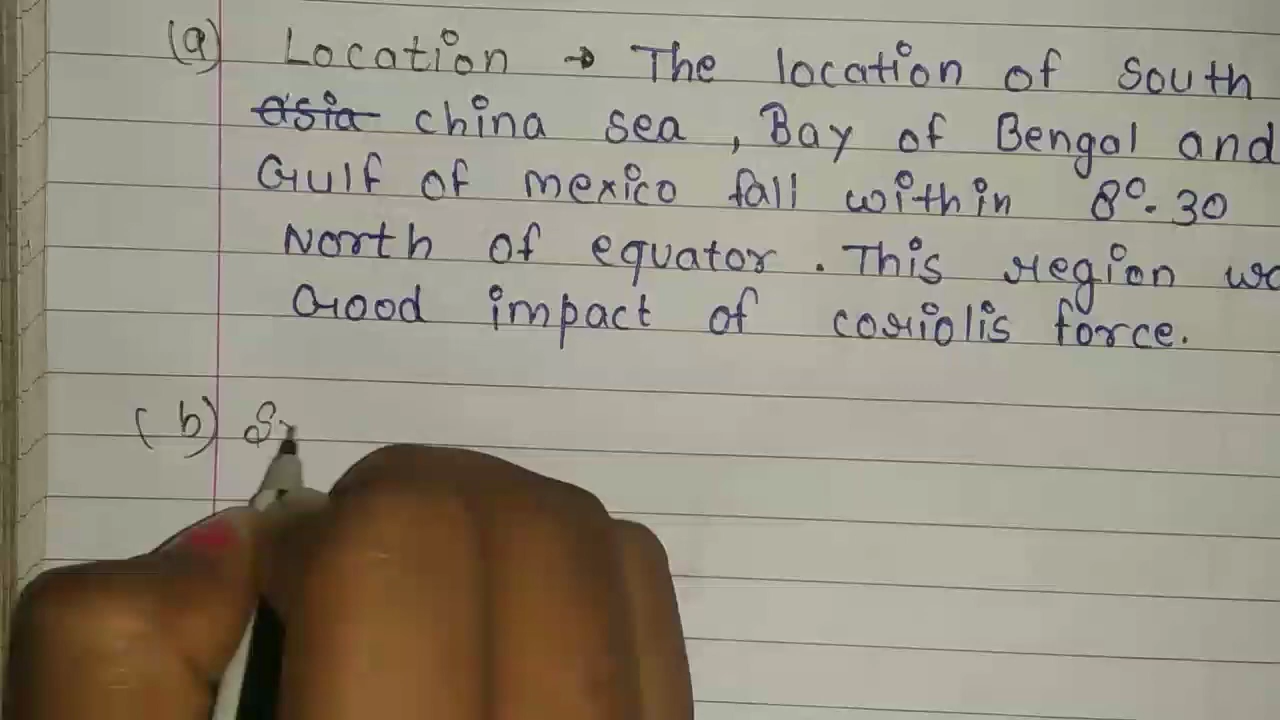 (a) Location → The location of South
asia china sea, Bay of Bengal and
Gulf of mexico fall within 8°-30
North of equator. This region
Good impact of coriolis force.
(b)